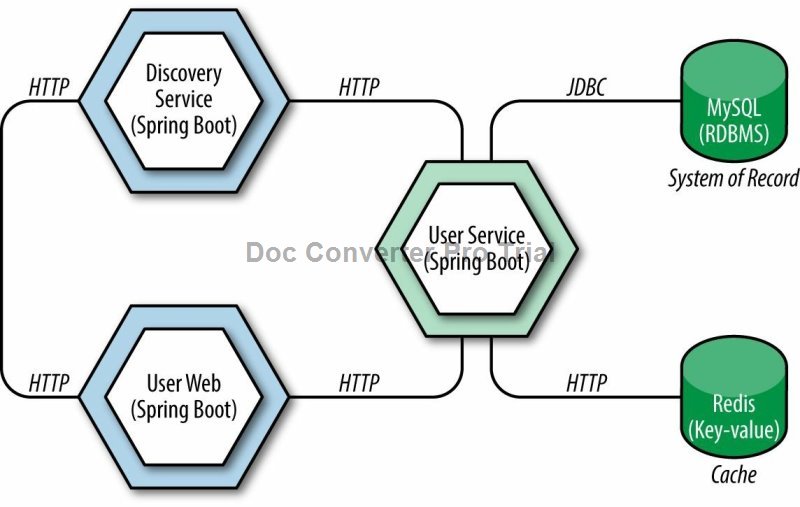 HTTP
Discovery
Service
(Spring Boot)
HTTP
JDBC
MySQL
(RDBMS)
System of Record
User Service
(Spring Boot)
Doc Converter Pro Trial
HTTP
User Web
(Spring Boot)
HTTP
HTTP
Redis
(Key-value)
Cache